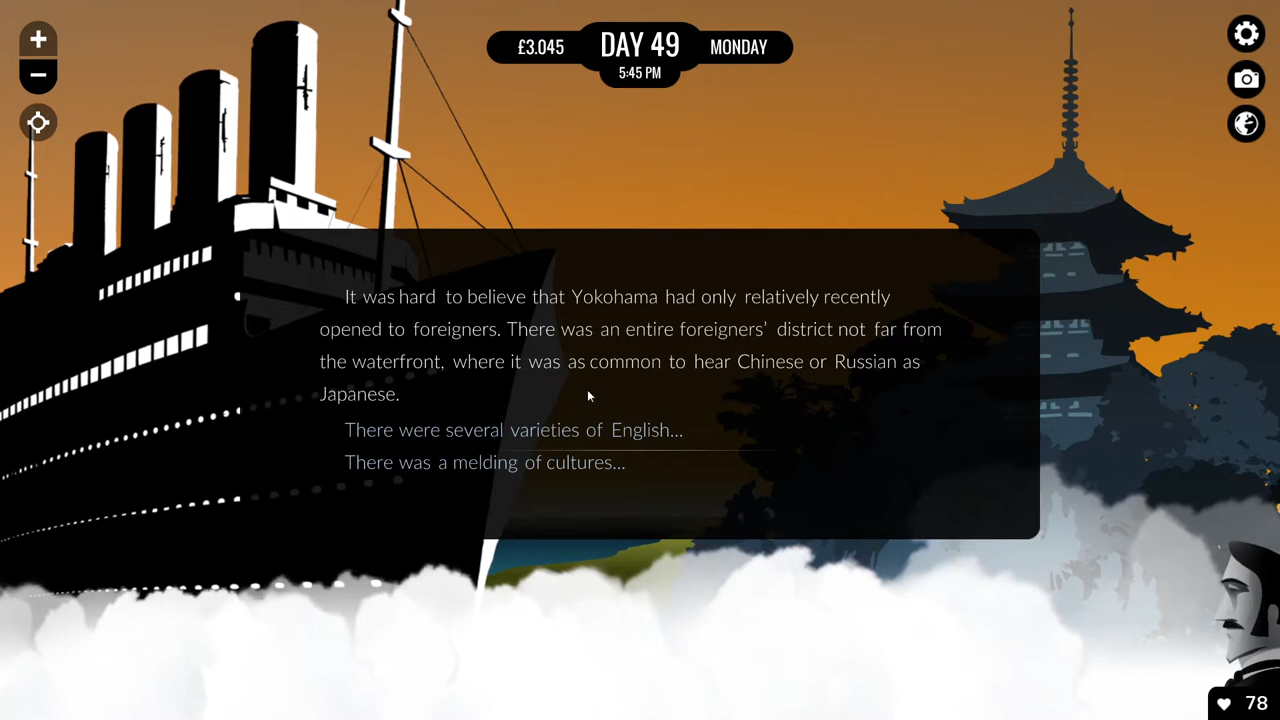 £3.045 DAY 49 MONDAY
5:45 PM
It was hard to believe that Yokohama had only relatively recently
opened to foreigners. There was an entire foreigners’ district not far from
the waterfront, where it was as common to hear Chinese or Russian as
Japanese.
There were several varieties of English...
There was a melding of cultures...
78